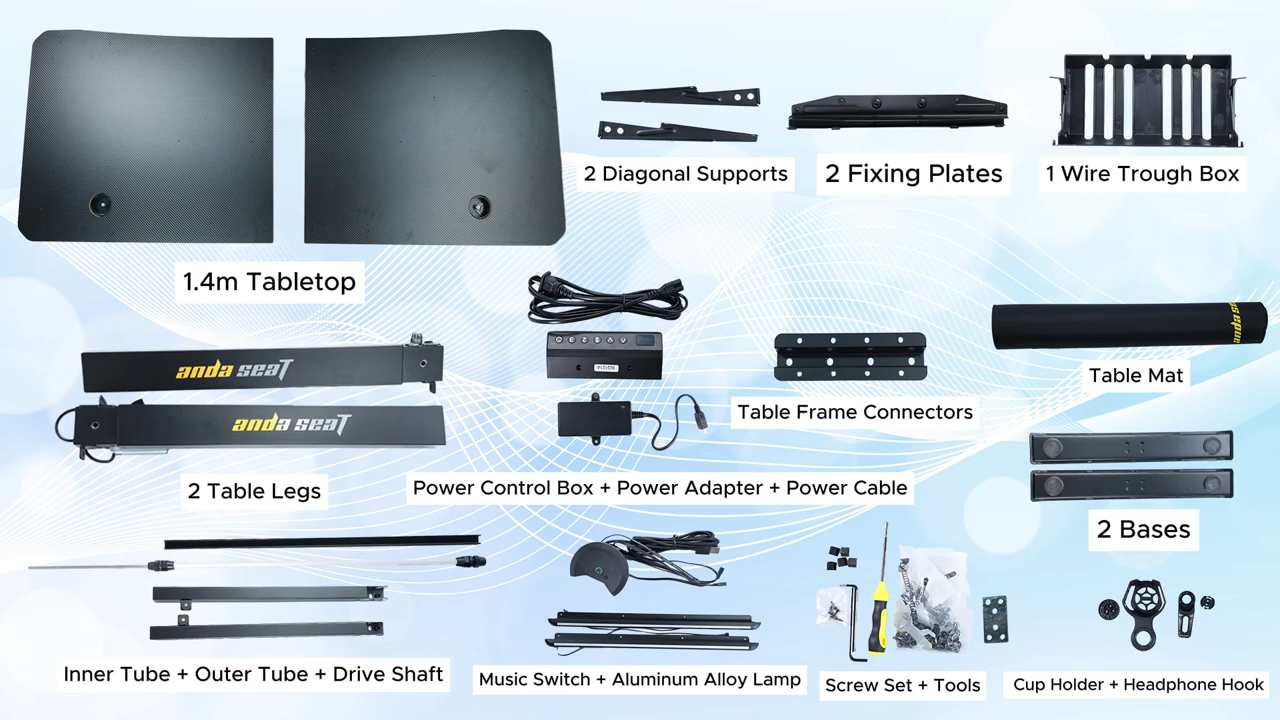 2 Diagonal Supports
2 Fixing Plates
1 Wire Trough Box
1.4m Tabletop
anda seaT
anda seaT
2 Table Legs
Power Control Box + Power Adapter + Power Cable
Table Frame Connectors
anda sea
Table Mat
2 Bases
Inner Tube + Outer Tube + Drive Shaft
Music Switch + Aluminum Alloy Lamp
Screw Set + Tools
Cup Holder + Headphone Hook